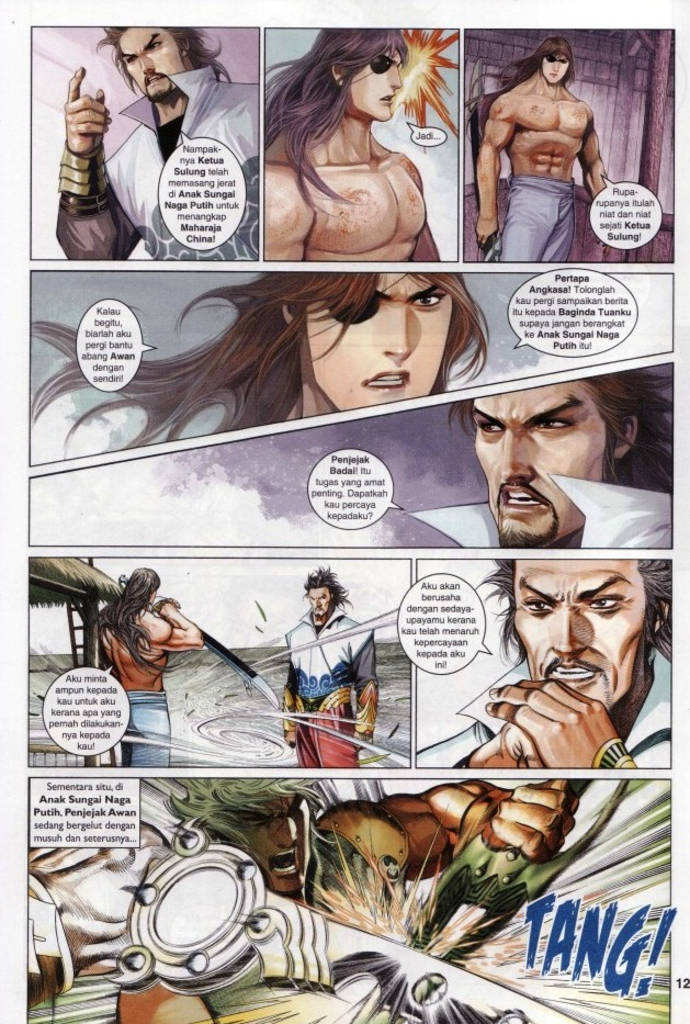 Nampak-
nya Ketua
Sulung telah
memasang jerat
di Anak Sungai
Naga Putih untuk
menangkap
Maharaja
China!
Jadi...
Rupa-
rupanya itulah
niat dan niat
sejati Ketua
Sulung!
Kalau
begitu,
biarlah aku
pergi bantu
abang Awan
dengan
sendiri!
Pertapa
Angkasa! Tolonglah
kau pergi sampaikan berita
itu kepada Baginda Tuanku
supaya jangan berangkat
ke Anak Sungai Naga
Putih itu!
Penjejak
Badai! Itu
tugas yang amat
penting. Dapatkah
kau percaya
kepadaku?
Aku minta
ampun kepada
kau untuk aku
kerana apa yang
pernah dilakukan-
nya kepada
kau!
Aku akan
berusaha
dengan sedaya-
upayamu kerana
kau telah menaruh
kepercayaan
kepada aku
ini!
Sementara situ, di
Anak Sungai Naga
Putih, Penjejak Awan
sedang bergelut dengan
musuh dan seterusnya...
TANG!
12